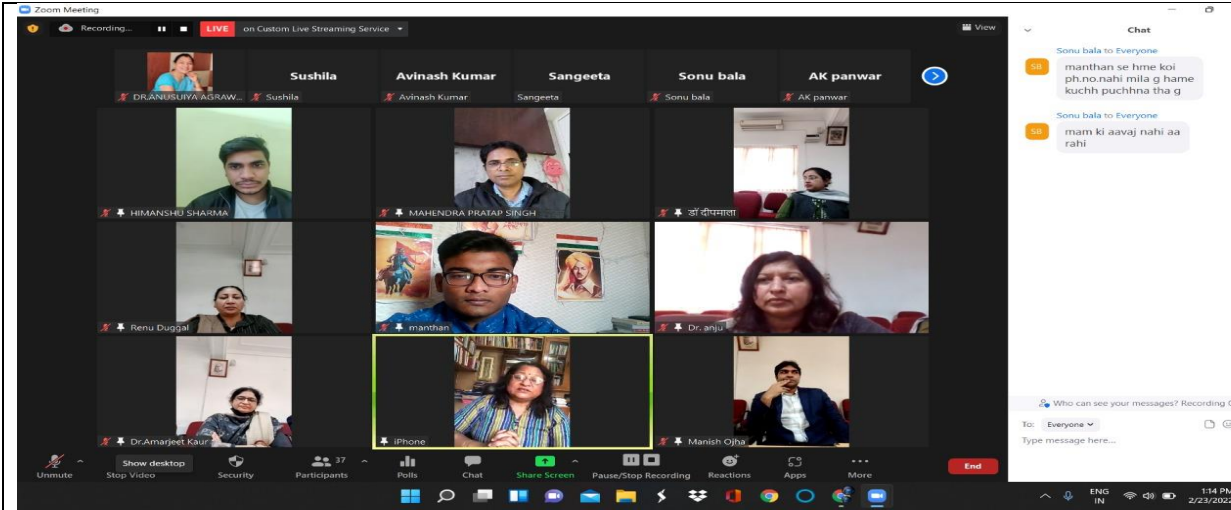 Zoom Meeting
Recording...
LIVE on Custom Live Streaming Service
View
DR.ANUSUIYA AGRAW...
Sushila
Sushila
Avinash Kumar
Avinash Kumar
Sangeeta
Sangeeta
Sonu bala
Sonu bala
AK panwar
AK panwar
HIMANSHU SHARMA
MAHENDRA PRATAP SINGH
डॉ दीपमाला
Renu Duggal
manthan
Dr. anju
Dr.Amarjeet Kaur
iPhone
Manish Ojha
Unmute
Show desktop
Stop Video
Security
37
Participants
Polls
Chat
Share Screen
Pause/Stop Recording
Reactions
Apps
More
End
Chat
Sonu bala to Everyone
SB
manthan se hme koi
ph.no.nahi mila g hame
kuchh puchhna tha g
Sonu bala to Everyone
SB
mam ki aavaj nahi aa
rahi
Who can see your messages? Recording
To: Everyone
Type message here...
ENG
IN
1:14 PM
2/23/2022